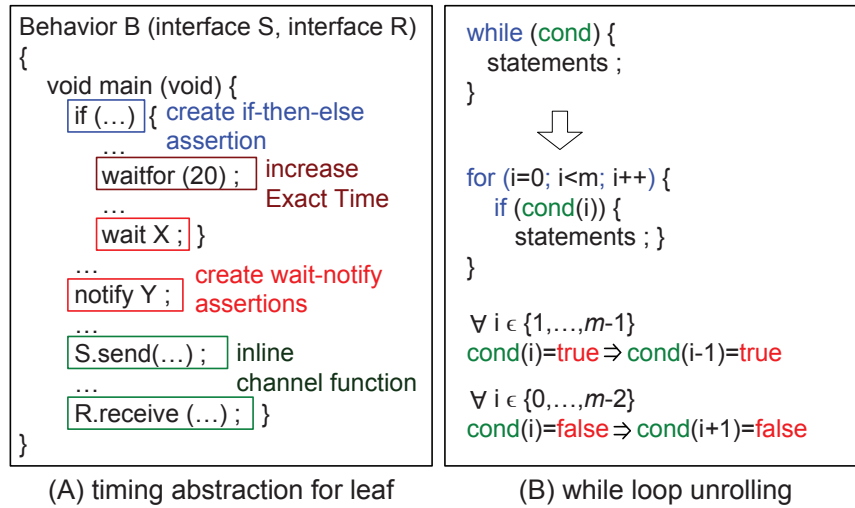 Behavior B (interface S, interface R)
{
void main (void) {
if (…) { create if-then-else
… assertion
waitfor (20) ; increase
… Exact Time
wait X ; }
… create wait-notify
notify Y ; assertions
…
S.send(…) ; inline
… channel function
R.receive (…) ; }
}
(A) timing abstraction for leaf
while (cond) {
statements ;
}
for (i=0; i<m; i++) {
if (cond(i)) {
statements ; }
}
∀ i ϵ {1,…,m-1}
cond(i)=true ⇒ cond(i-1)=true
∀ i ϵ {0,…,m-2}
cond(i)=false ⇒ cond(i+1)=false
(B) while loop unrolling